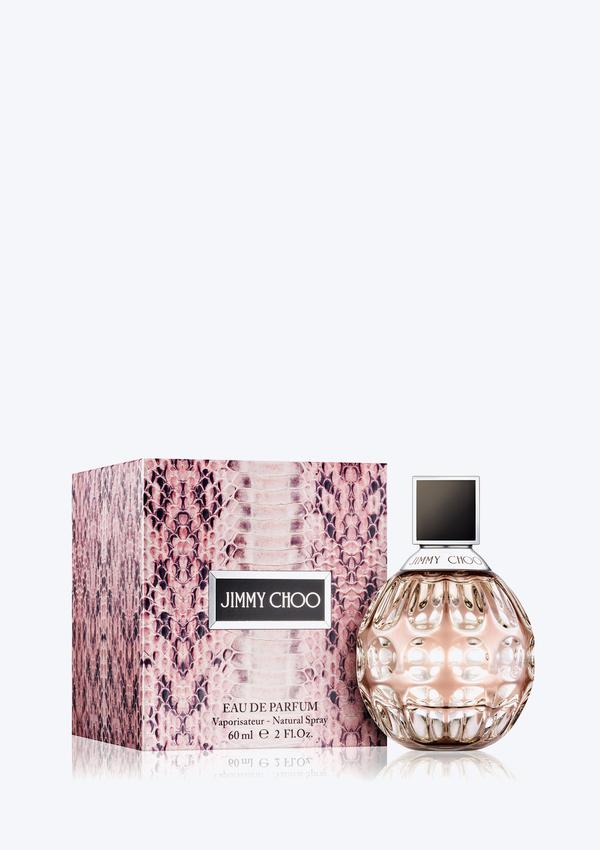 JIMMY CHOO
JIMMY CHOO
EAU DE PARFUM
Vaporisateur - Natural Spray
60 ml ℮ 2 Fl.Oz.